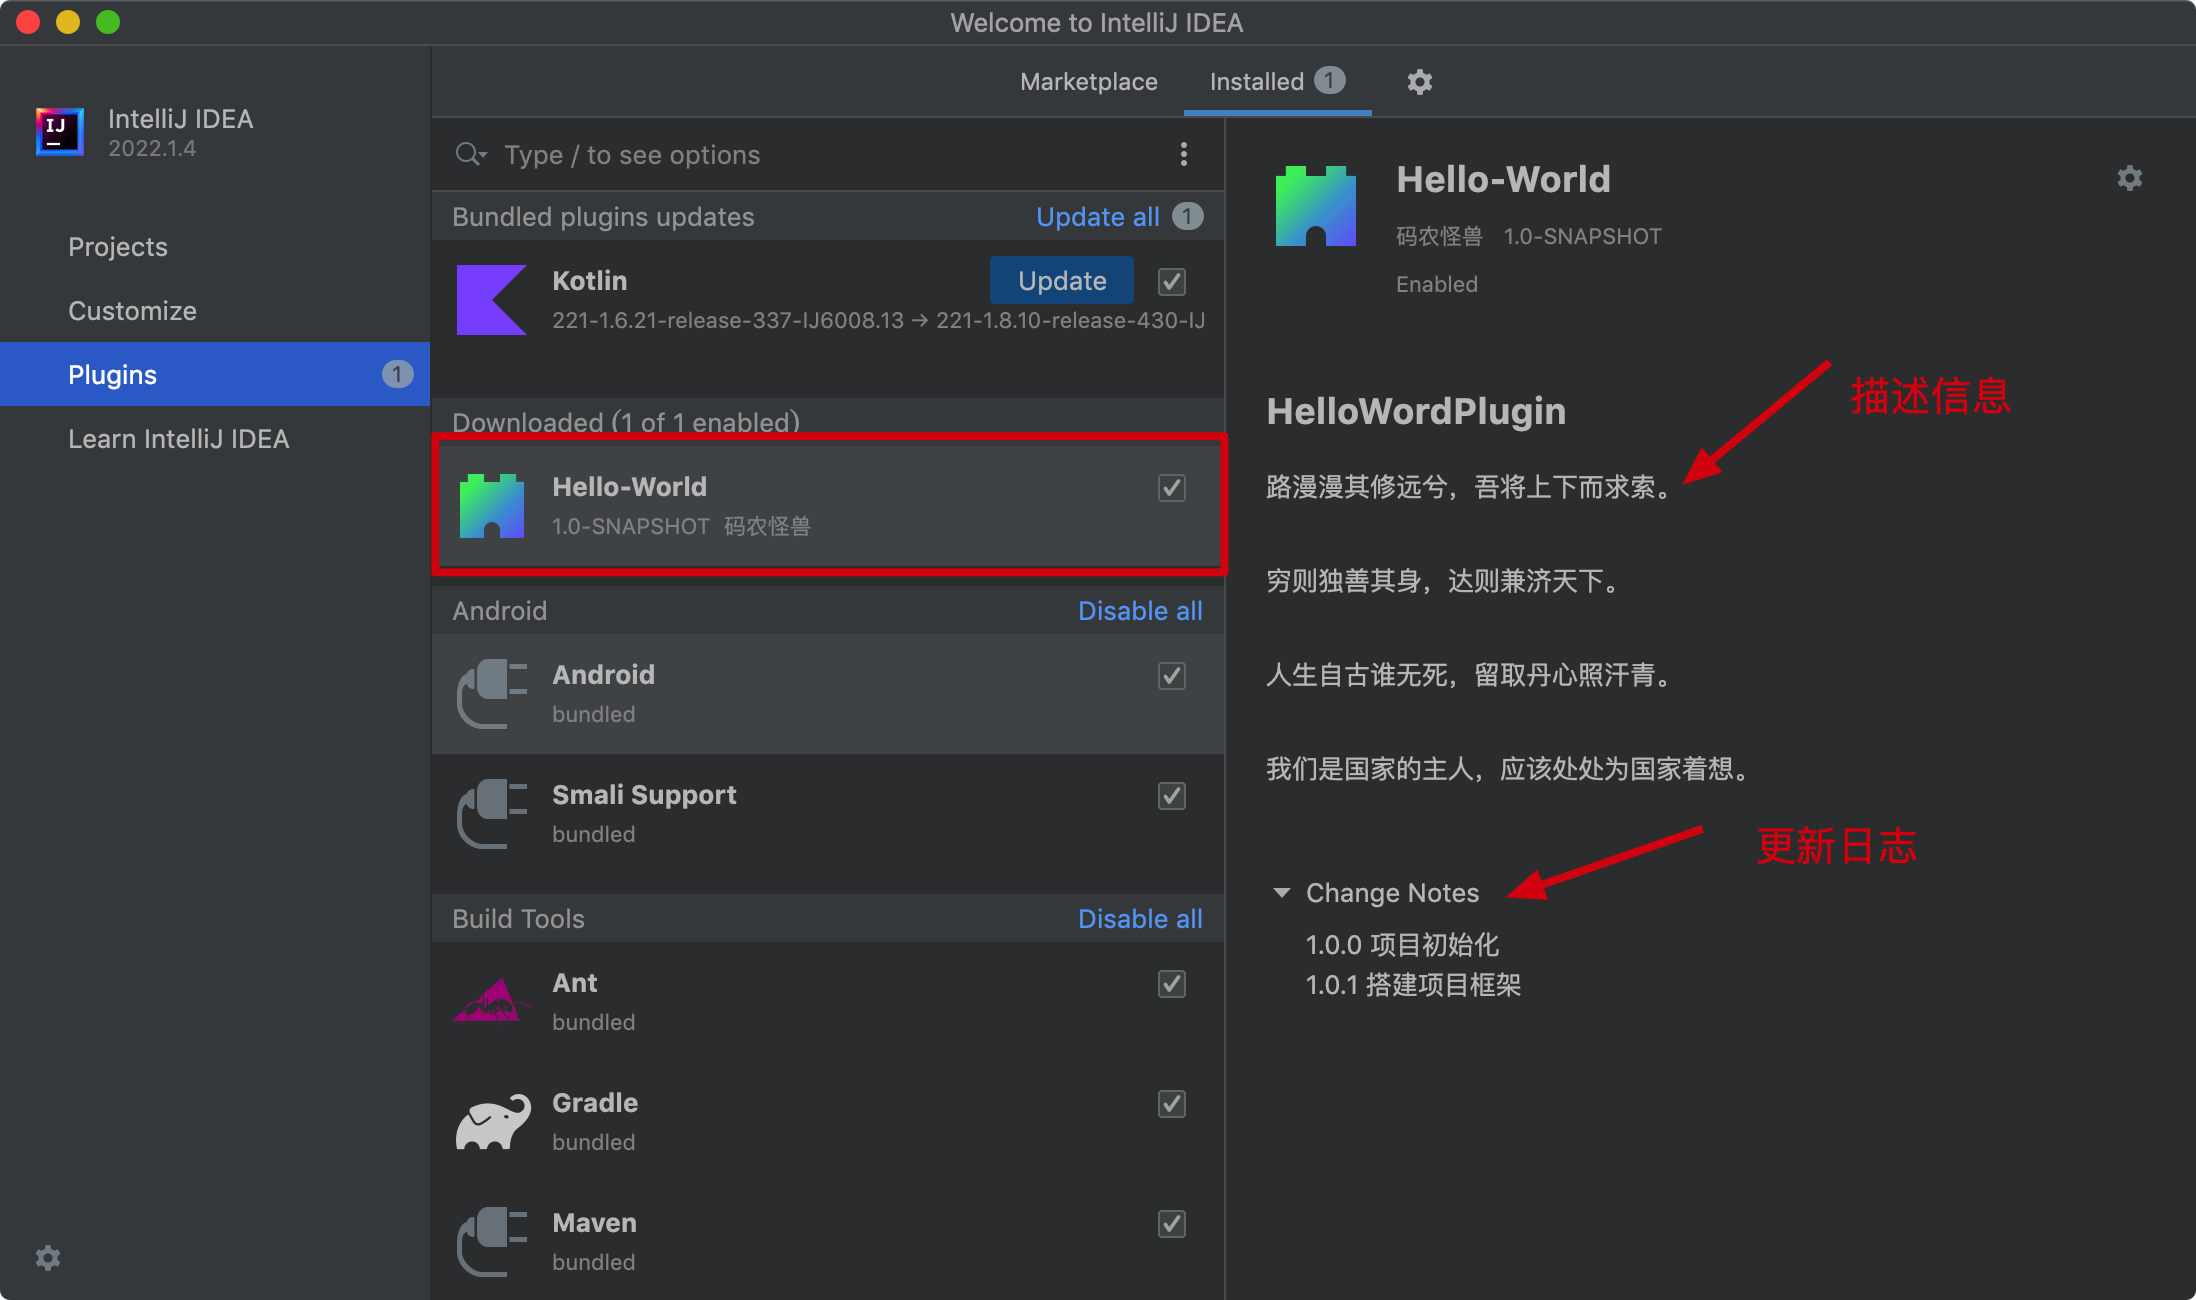 Welcome to IntelliJ IDEA
IJ
IntelliJ IDEA
2022.1.4
Projects
Customize
Plugins 1
Learn IntelliJ IDEA
Marketplace Installed 1
Type / to see options
Bundled plugins updates Update all 1
Kotlin Update
221-1.6.21-release-337-IJ6008.13 → 221-1.8.10-release-430-IJ
Downloaded (1 of 1 enabled)
Hello-World
1.0-SNAPSHOT 码农怪兽
Android Disable all
Android
bundled
Smali Support
bundled
Build Tools Disable all
Ant
bundled
Gradle
bundled
Maven
bundled
Hello-World
码农怪兽 1.0-SNAPSHOT
Enabled
描述信息
HelloWordPlugin
路漫漫其修远兮，吾将上下而求索。
穷则独善其身，达则兼济天下。
人生自古谁无死，留取丹心照汗青。
我们是国家的主人，应该处处为国家着想。
更新日志
Change Notes
1.0.0 项目初始化
1.0.1 搭建项目框架